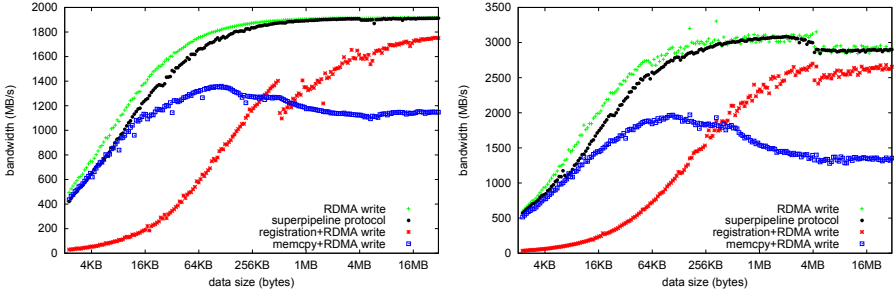 2000
1800
1600
1400
1200
1000
800
600
400
200
0
bandwidth (MB/s)
RDMA write
superpipeline protocol
registration+RDMA write
memcpy+RDMA write
4KB 16KB 64KB 256KB 1MB 4MB 16MB
data size (bytes)
3500
3000
2500
2000
1500
1000
500
0
bandwidth (MB/s)
RDMA write
superpipeline protocol
registration+RDMA write
memcpy+RDMA write
4KB 16KB 64KB 256KB 1MB 4MB 16MB
data size (bytes)